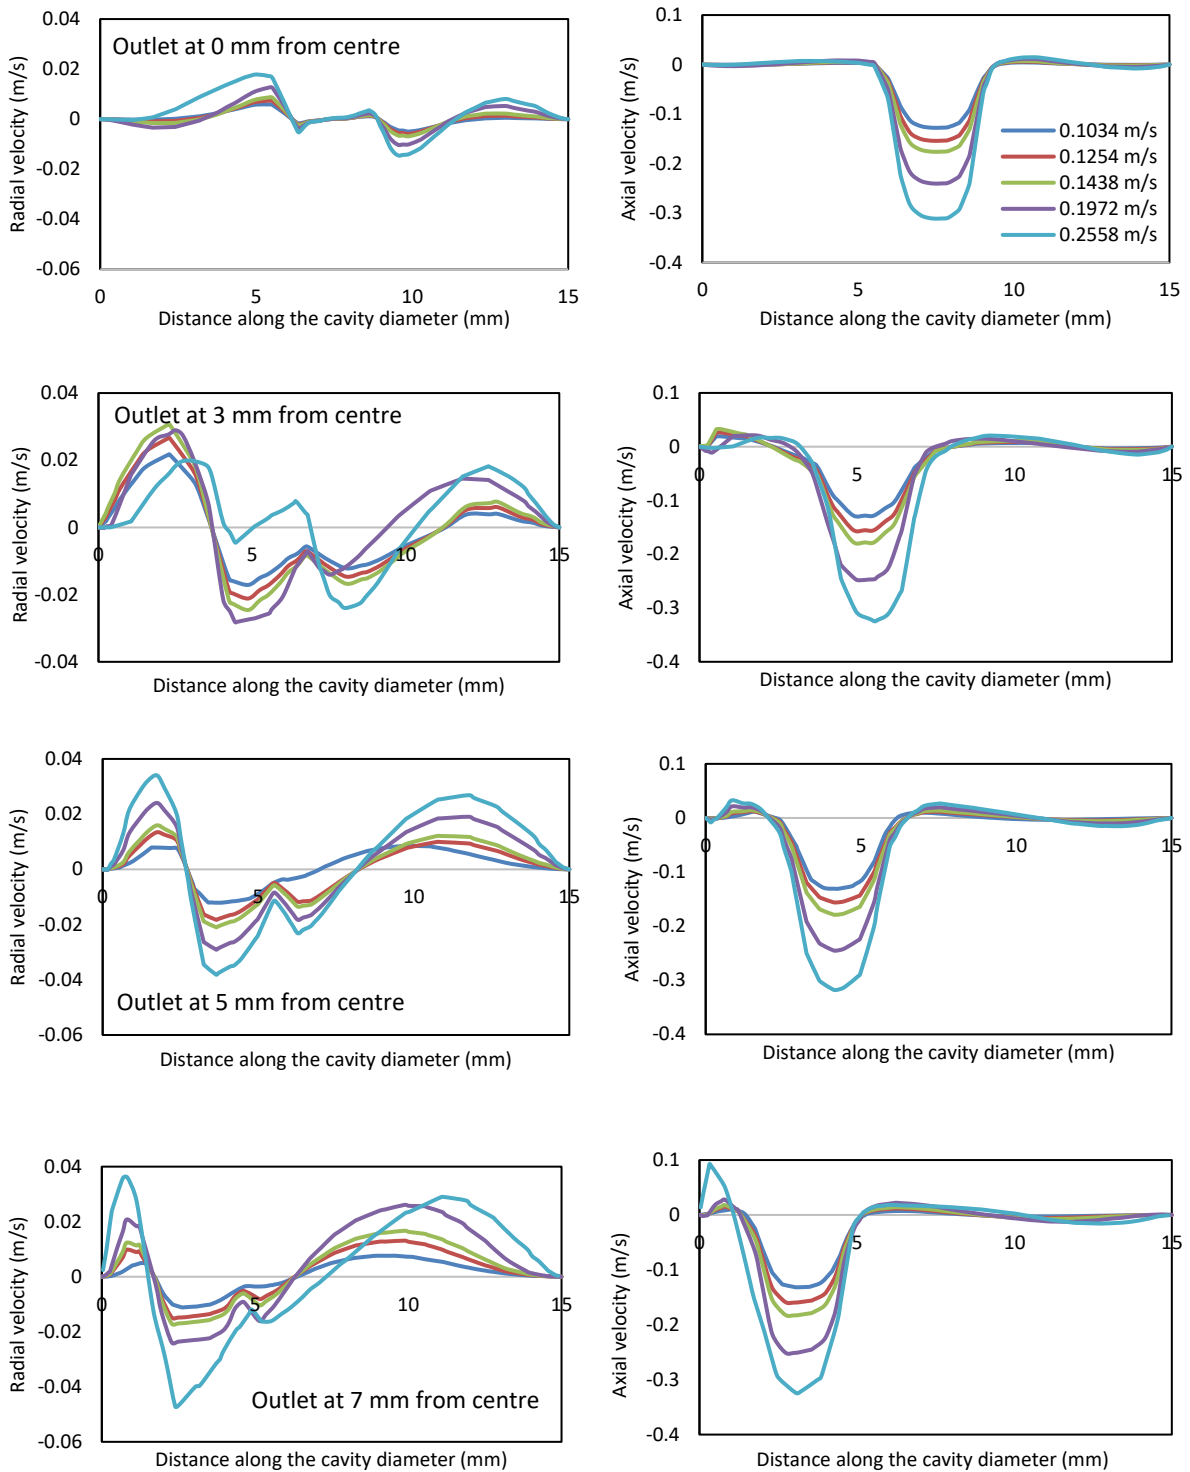 0.04
0.02
0
-0.02
-0.04
-0.06
Radial velocity (m/s)
Outlet at 0 mm from centre
0 5 10 15
Distance along the cavity diameter (mm)
0.1
0
-0.1
-0.2
-0.3
-0.4
Axial velocity (m/s)
0.1034 m/s
0.1254 m/s
0.1438 m/s
0.1972 m/s
0.2558 m/s
0 5 10 15
Distance along the cavity diameter (mm)
0.04
0.02
0
-0.02
-0.04
Radial velocity (m/s)
Outlet at 3 mm from centre
0 5 10 15
Distance along the cavity diameter (mm)
0.1
0
-0.1
-0.2
-0.3
-0.4
Axial velocity (m/s)
0 5 10 15
Distance along the cavity diameter (mm)
0.04
0.02
0
-0.02
-0.04
-0.06
Radial velocity (m/s)
0 5 10 15
Outlet at 5 mm from centre
Distance along the cavity diameter (mm)
0.1
0
-0.1
-0.2
-0.3
-0.4
Axial velocity (m/s)
0 5 10 15
Distance along the cavity diameter (mm)
0.04
0.02
0
-0.02
-0.04
-0.06
Radial velocity (m/s)
0 5 10 15
Outlet at 7 mm from centre
Distance along the cavity diameter (mm)
0.1
0
-0.1
-0.2
-0.3
-0.4
Axial velocity (m/s)
0 5 10 15
Distance along the cavity diameter (mm)